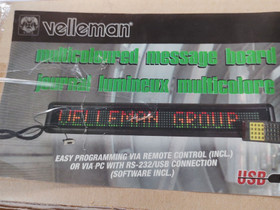 velleman
multicoloured message board
journal lumineux multicolore
VELLEMAN GROUP
EASY PROGRAMMING VIA REMOTE CONTROL (INCL.)
OR VIA PC WITH RS-232/USB CONNECTION
(SOFTWARE INCL.)
USB